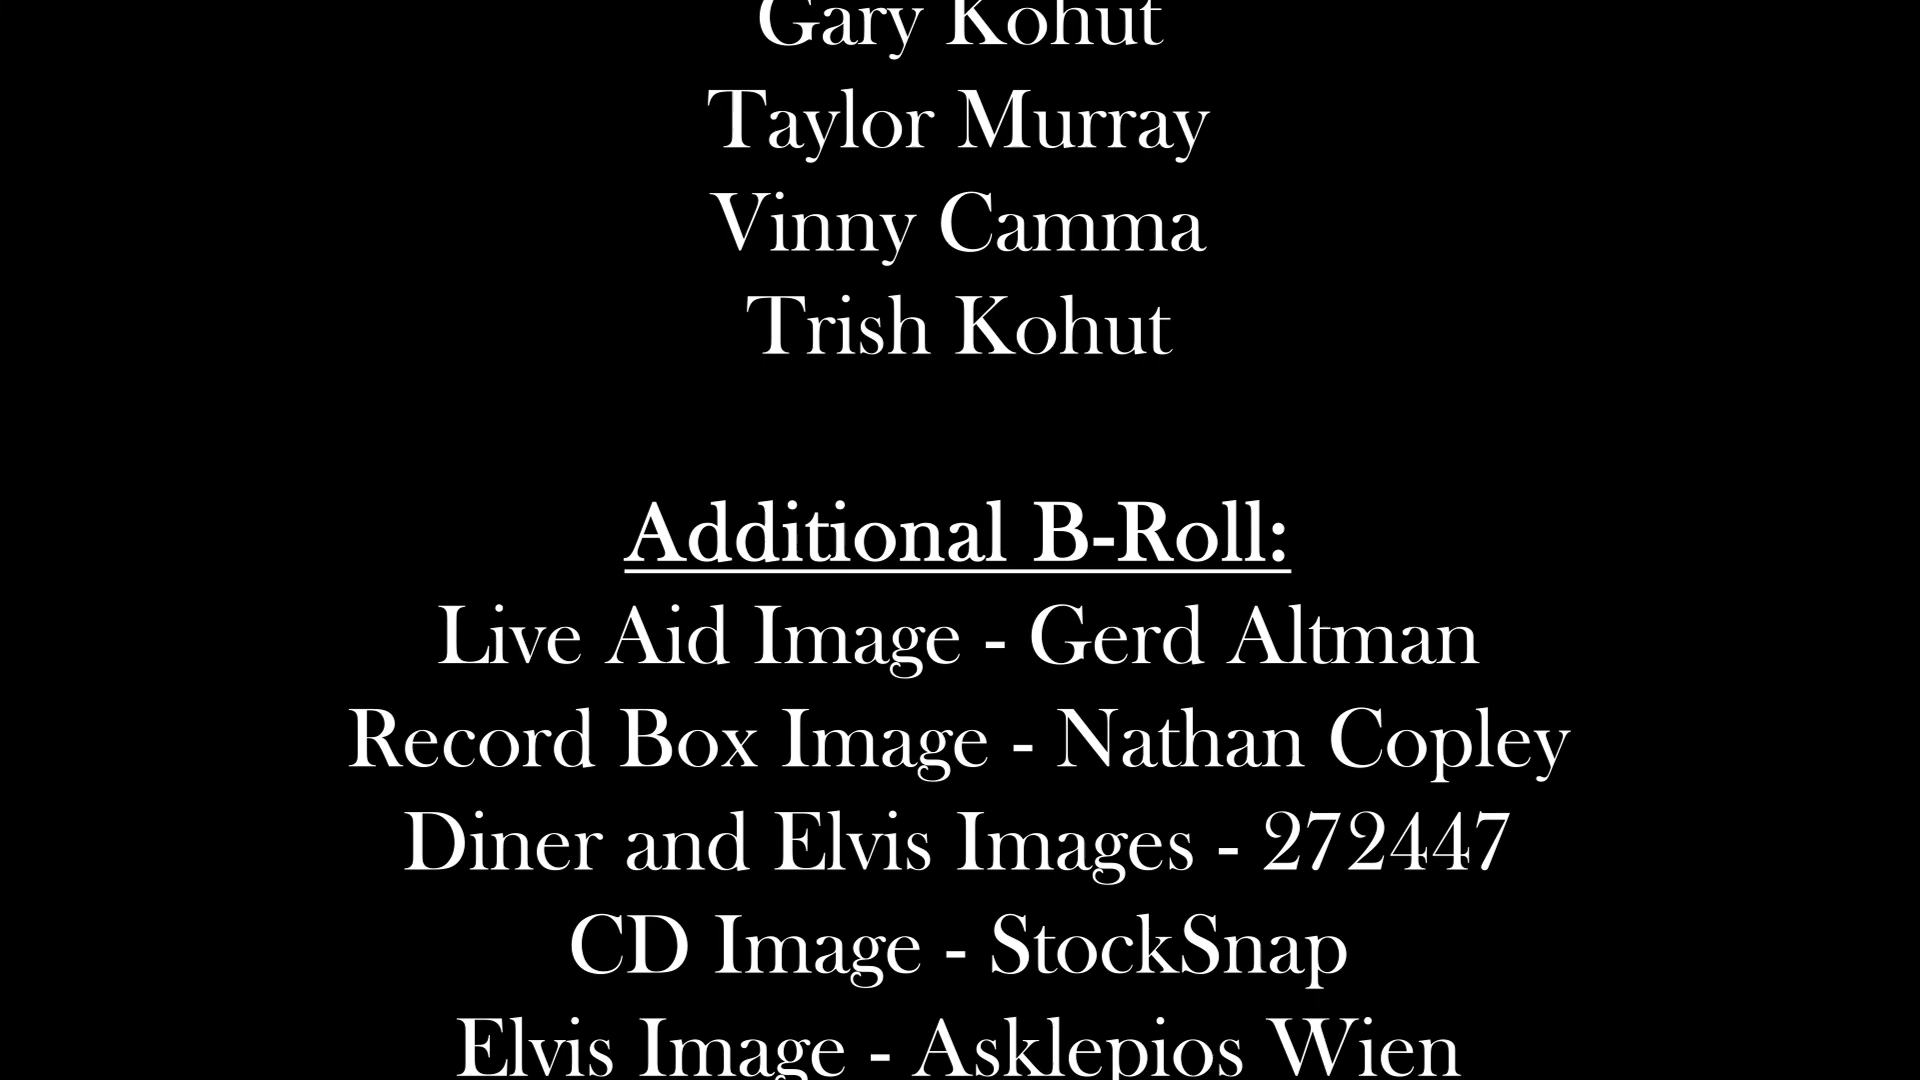 Gary Kohut
Taylor Murray
Vinny Camma
Trish Kohut
Additional B-Roll:
Live Aid Image - Gerd Altman
Record Box Image - Nathan Copley
Diner and Elvis Images - 272447
CD Image - StockSnap
Elvis Image - Asklepios Wien